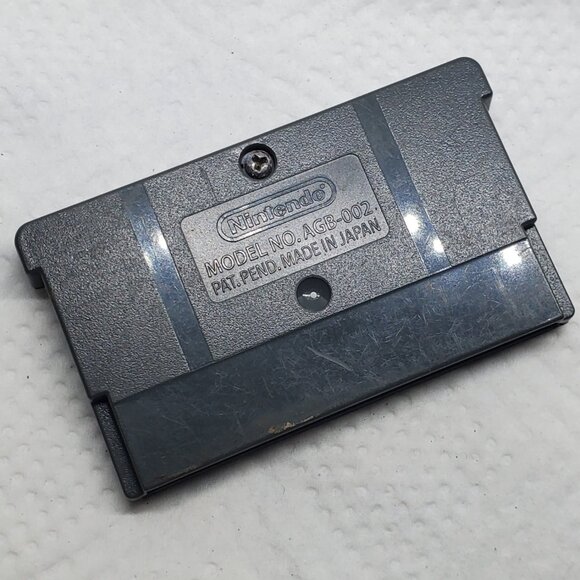 Nintendo
MODEL NO. AGB-002
PAT. PEND. MADE IN JAPAN